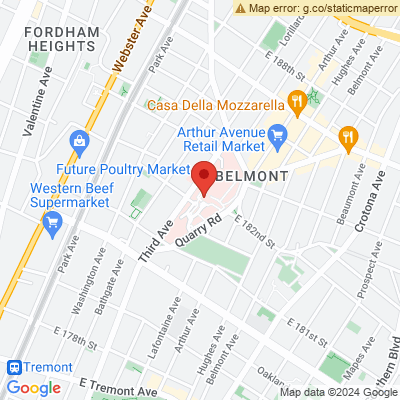 Map error: g.co/staticmaperror
FORDHAM
HEIGHTS
Webster Ave
Park Ave
Valentine Ave
E 188th St
Lorillard
Arthur Ave
Hughes Ave
Belmont Ave
Casa Della Mozzarella
Arthur Avenue
Retail Market
Future Poultry Market
BELMONT
Western Beef
Supermarket
Third Ave
Quarry Rd
E 182nd St
Beaumont Ave
Crotona Ave
Prospect Ave
Park Ave
Washington Ave
Bathgate Ave
E 178th St
Lafontaine Ave
Arthur Ave
Hughes Ave
Belmont Ave
E 181st St
Mapes Ave
thern Blvd
Tremont
E Tremont Ave
Oakland
Google
Map data ©2024 Google